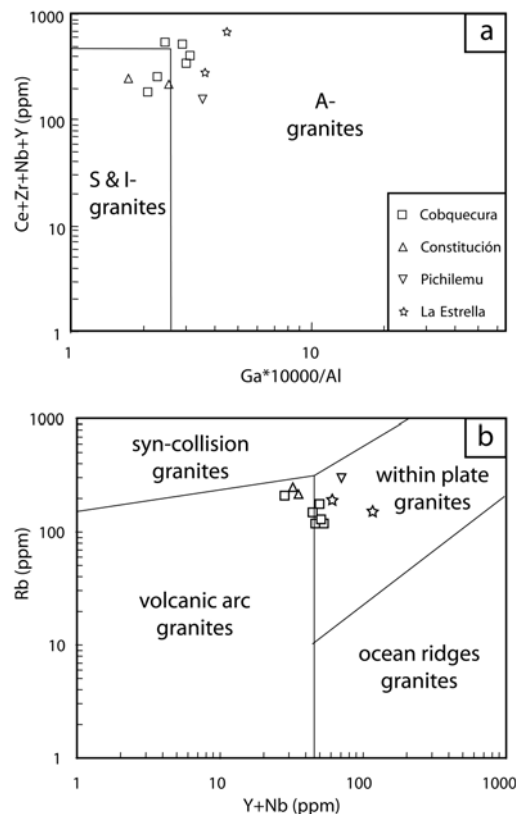 1000
a
100
10
1
Ce+Zr+Nb+Y (ppm)
A-
granites
S & I-
granites
Cobquecura
Constitución
Pichilemu
La Estrella
1
10
Ga*10000/Al
1000
b
100
10
1
Rb (ppm)
syn-collision
granites
within plate
granites
volcanic arc
granites
ocean ridges
granites
1
10
100
1000
Y+Nb (ppm)